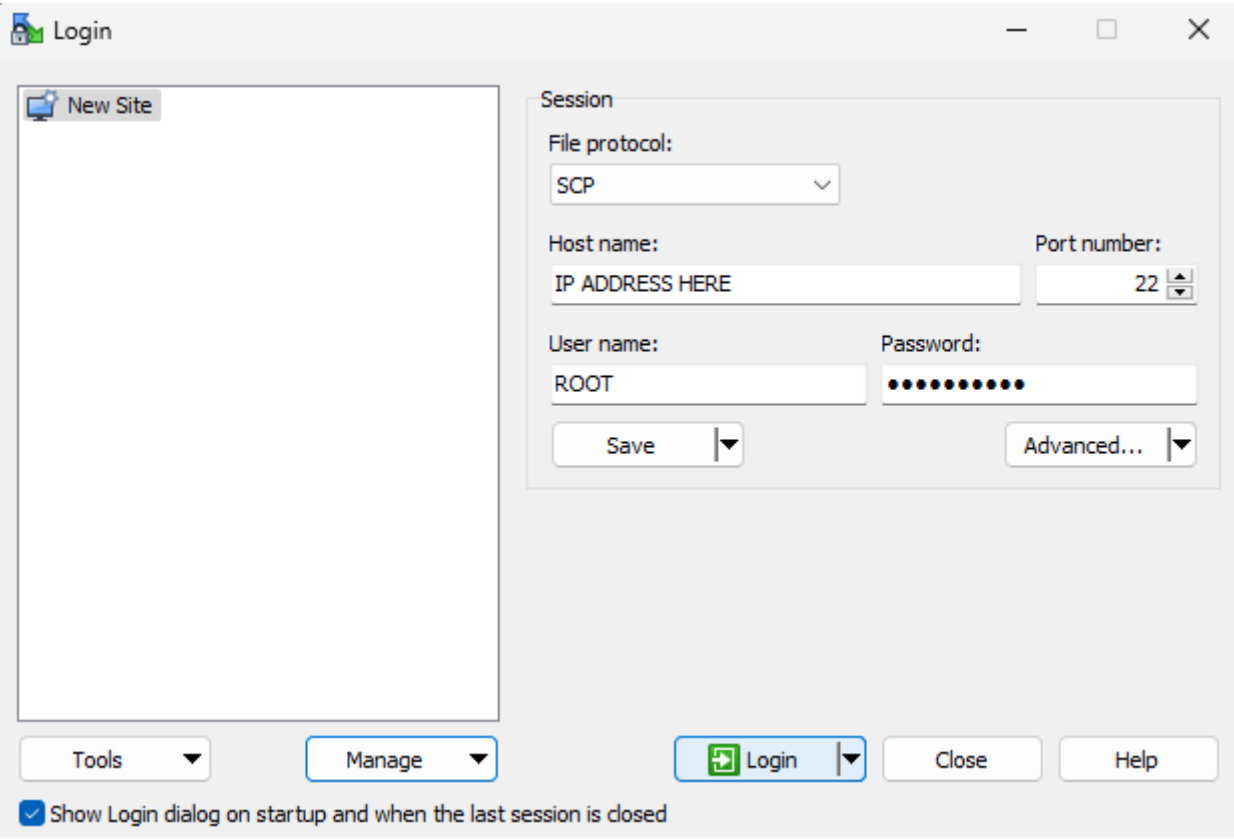 Login
New Site
Session
File protocol:
SCP
Host name:
Port number:
IP ADDRESS HERE
22
User name:
Password:
ROOT
••••••••••
Save
Advanced...
Tools
Manage
Login
Close
Help
Show Login dialog on startup and when the last session is closed